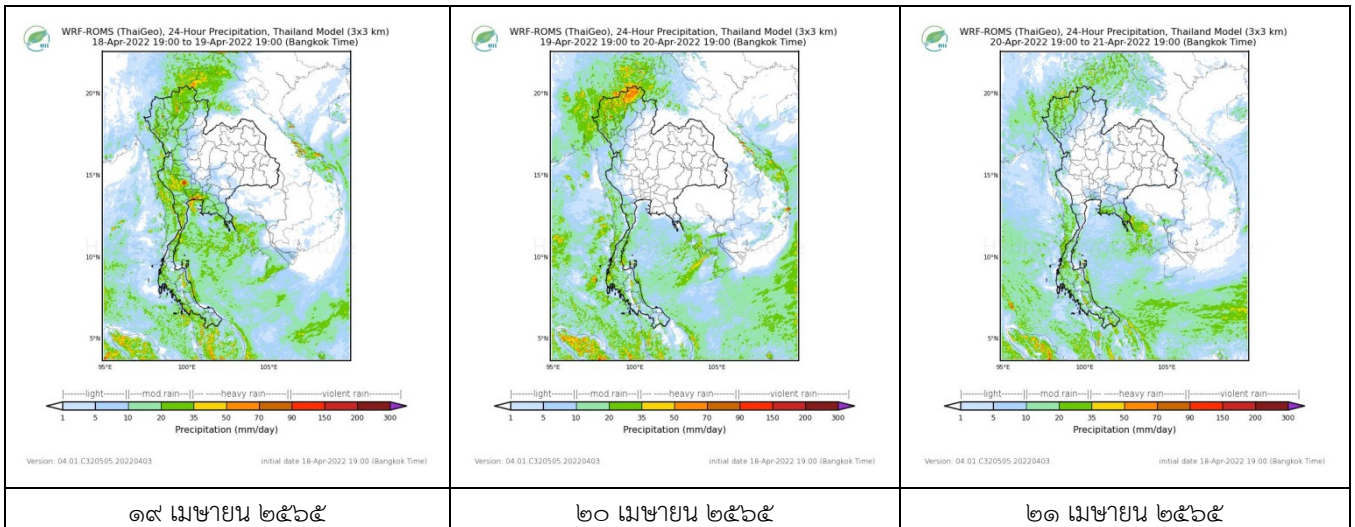 WRF-ROMS (ThaiGeo), 24-Hour Precipitation, Thailand Model (3x3 km)
18-Apr-2022 19:00 to 19-Apr-2022 19:00 (Bangkok Time)
HII
20°N
15°N
10°N
5°N
95°E 100°E 105°E
|-------light------||---mod.rain---||--- ---heavy rain---- ---||-------violent rain-------|
1 5 10 20 35 50 70 90 150 200 300
Precipitation (mm/day)
Version: 04.01.C320505.20220403 initial date 18-Apr-2022 19:00 (Bangkok Time)
๑๙ เมษายน ๒๕๖๕
WRF-ROMS (ThaiGeo), 24-Hour Precipitation, Thailand Model (3x3 km)
19-Apr-2022 19:00 to 20-Apr-2022 19:00 (Bangkok Time)
HII
20°N
15°N
10°N
5°N
95°E 100°E 105°E
|-------light------||---mod.rain---||--- ---heavy rain---- ---||-------violent rain-------|
1 5 10 20 35 50 70 90 150 200 300
Precipitation (mm/day)
Version: 04.01.C320505.20220403 initial date 18-Apr-2022 19:00 (Bangkok Time)
๒๐ เมษายน ๒๕๖๕
WRF-ROMS (ThaiGeo), 24-Hour Precipitation, Thailand Model (3x3 km)
20-Apr-2022 19:00 to 21-Apr-2022 19:00 (Bangkok Time)
HII
20°N
15°N
10°N
5°N
95°E 100°E 105°E
|-------light------||---mod.rain---||--- ---heavy rain---- ---||-------violent rain-------|
1 5 10 20 35 50 70 90 150 200 300
Precipitation (mm/day)
Version: 04.01.C320505.20220403 initial date 18-Apr-2022 19:00 (Bangkok Time)
๒๑ เมษายน ๒๕๖๕